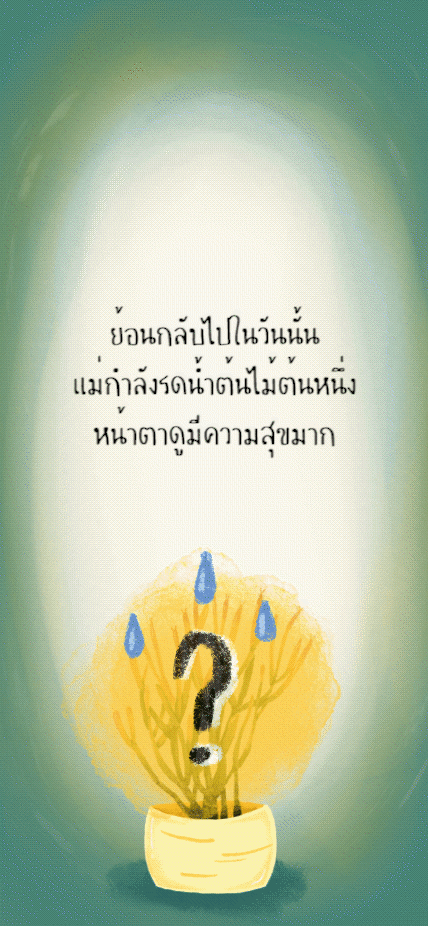 ย้อนกลับไปในวันนั้น
แม่กำลังรดน้ำต้นไม้ต้นหนึ่ง
หน้าตาดูมีความสุขมาก
?